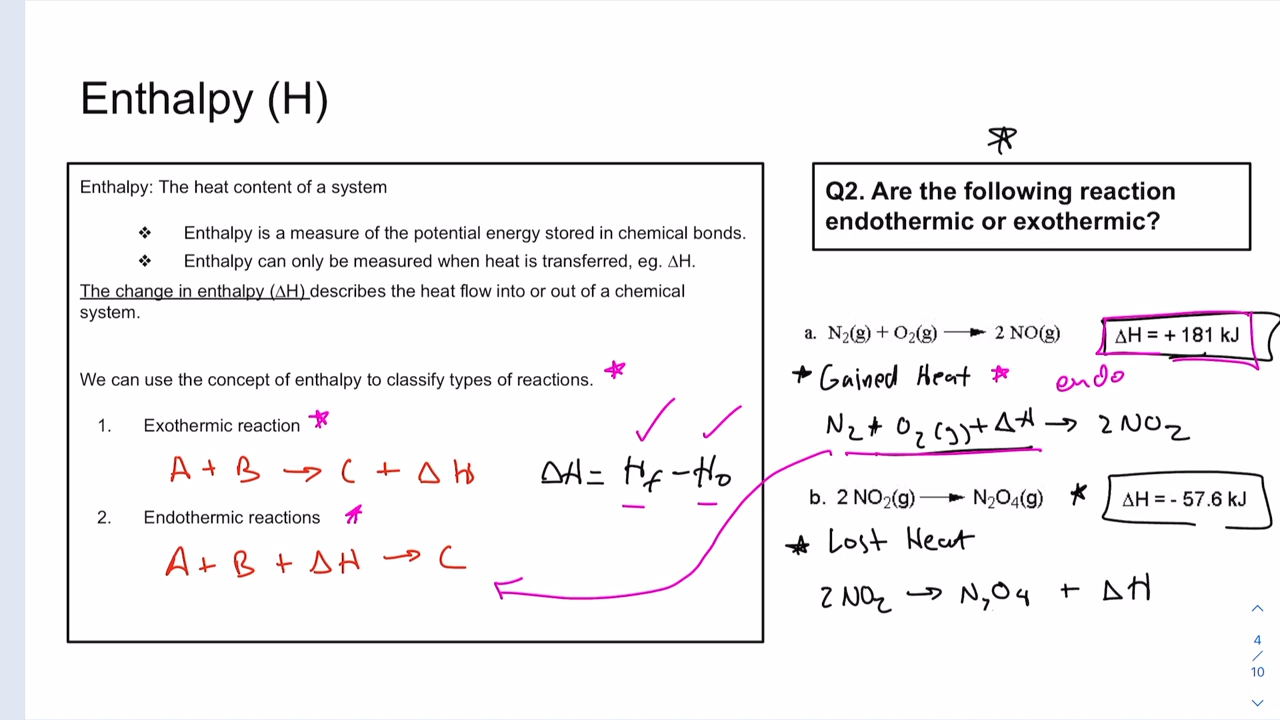 Enthalpy (H)
Enthalpy: The heat content of a system
❖ Enthalpy is a measure of the potential energy stored in chemical bonds.
❖ Enthalpy can only be measured when heat is transferred, eg. ΔH.
The change in enthalpy (ΔH) describes the heat flow into or out of a chemical
system.
We can use the concept of enthalpy to classify types of reactions. *
1. Exothermic reaction *
A + B → C + ΔH
ΔH = Hf - Ho
2. Endothermic reactions *
A + B + ΔH → C
*
Q2. Are the following reaction
endothermic or exothermic?
a. N2(g) + O2(g) → 2 NO(g) ΔH = + 181 kJ
* Gained Heat * endo
N2 + O2 (g) + ΔH → 2 NO2
b. 2 NO2(g) → N2O4(g) * ΔH = - 57.6 kJ
* Lost Heat
2 NO2 → N2O4 + ΔH
4
/
10